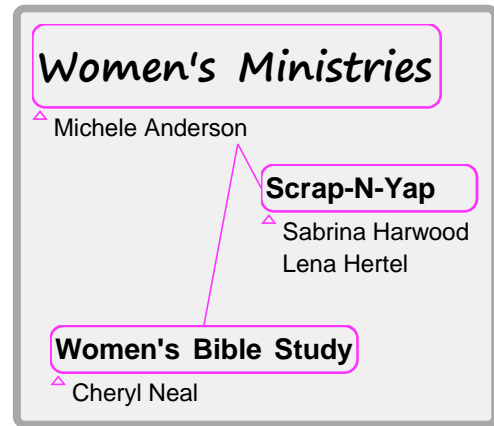 Women's Ministries
Michele Anderson
Scrap-N-Yap
Sabrina Harwood
Lena Hertel
Women's Bible Study
Cheryl Neal